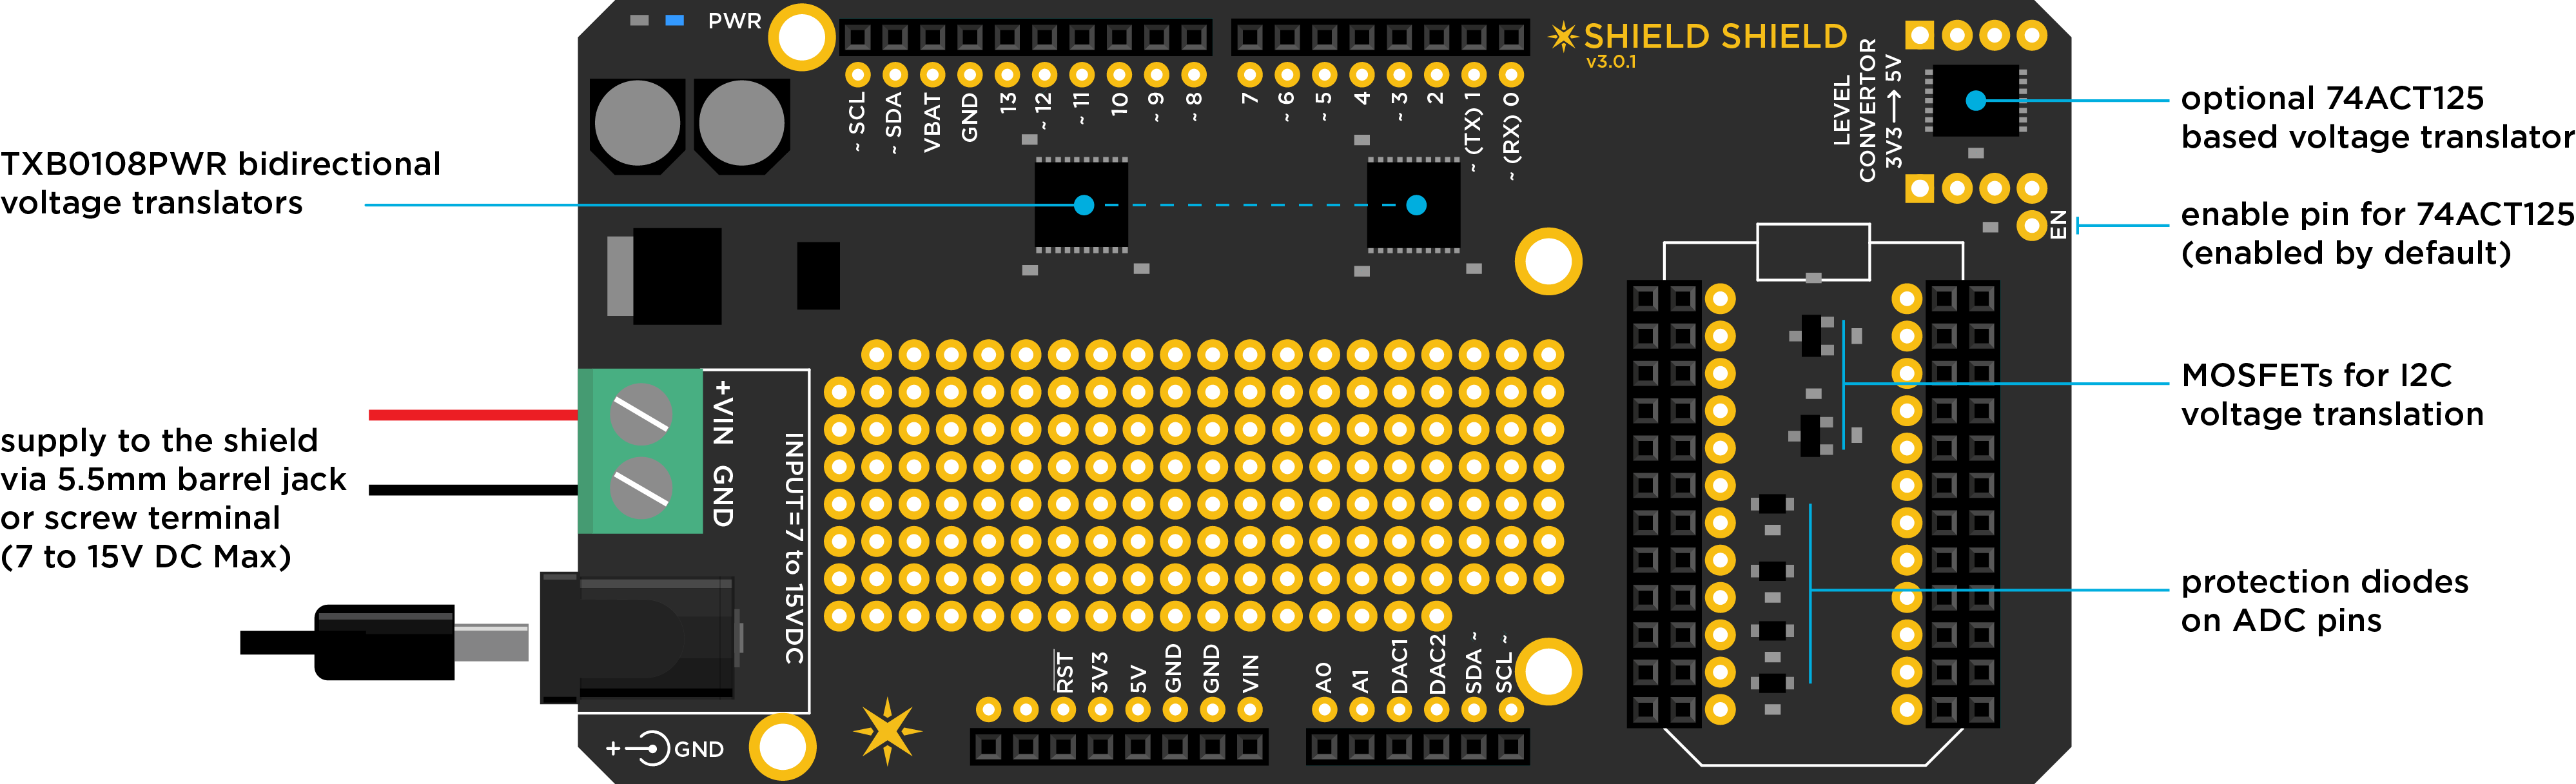 PWR
SHIELD SHIELD
v3.0.1
~ SCL
~ SDA
VBAT
GND
13
~ 12
~ 11
10
~ 9
~ 8
7
~ 6
~ 5
4
~ 3
2
~ (TX) 1
~ (RX) 0
LEVEL
CONVERTOR
3V3 → 5V
optional 74ACT125
based voltage translator
TXB0108PWR bidirectional
voltage translators
EN
enable pin for 74ACT125
(enabled by default)
MOSFETs for I2C
voltage translation
supply to the shield
via 5.5mm barrel jack
or screw terminal
(7 to 15V DC Max)
+VIN GND
INPUT=7 to 15VDC
protection diodes
on ADC pins
RST
3V3
5V
GND
GND
VIN
A0
A1
DAC1
DAC2
SDA ~
SCL ~
+ GND